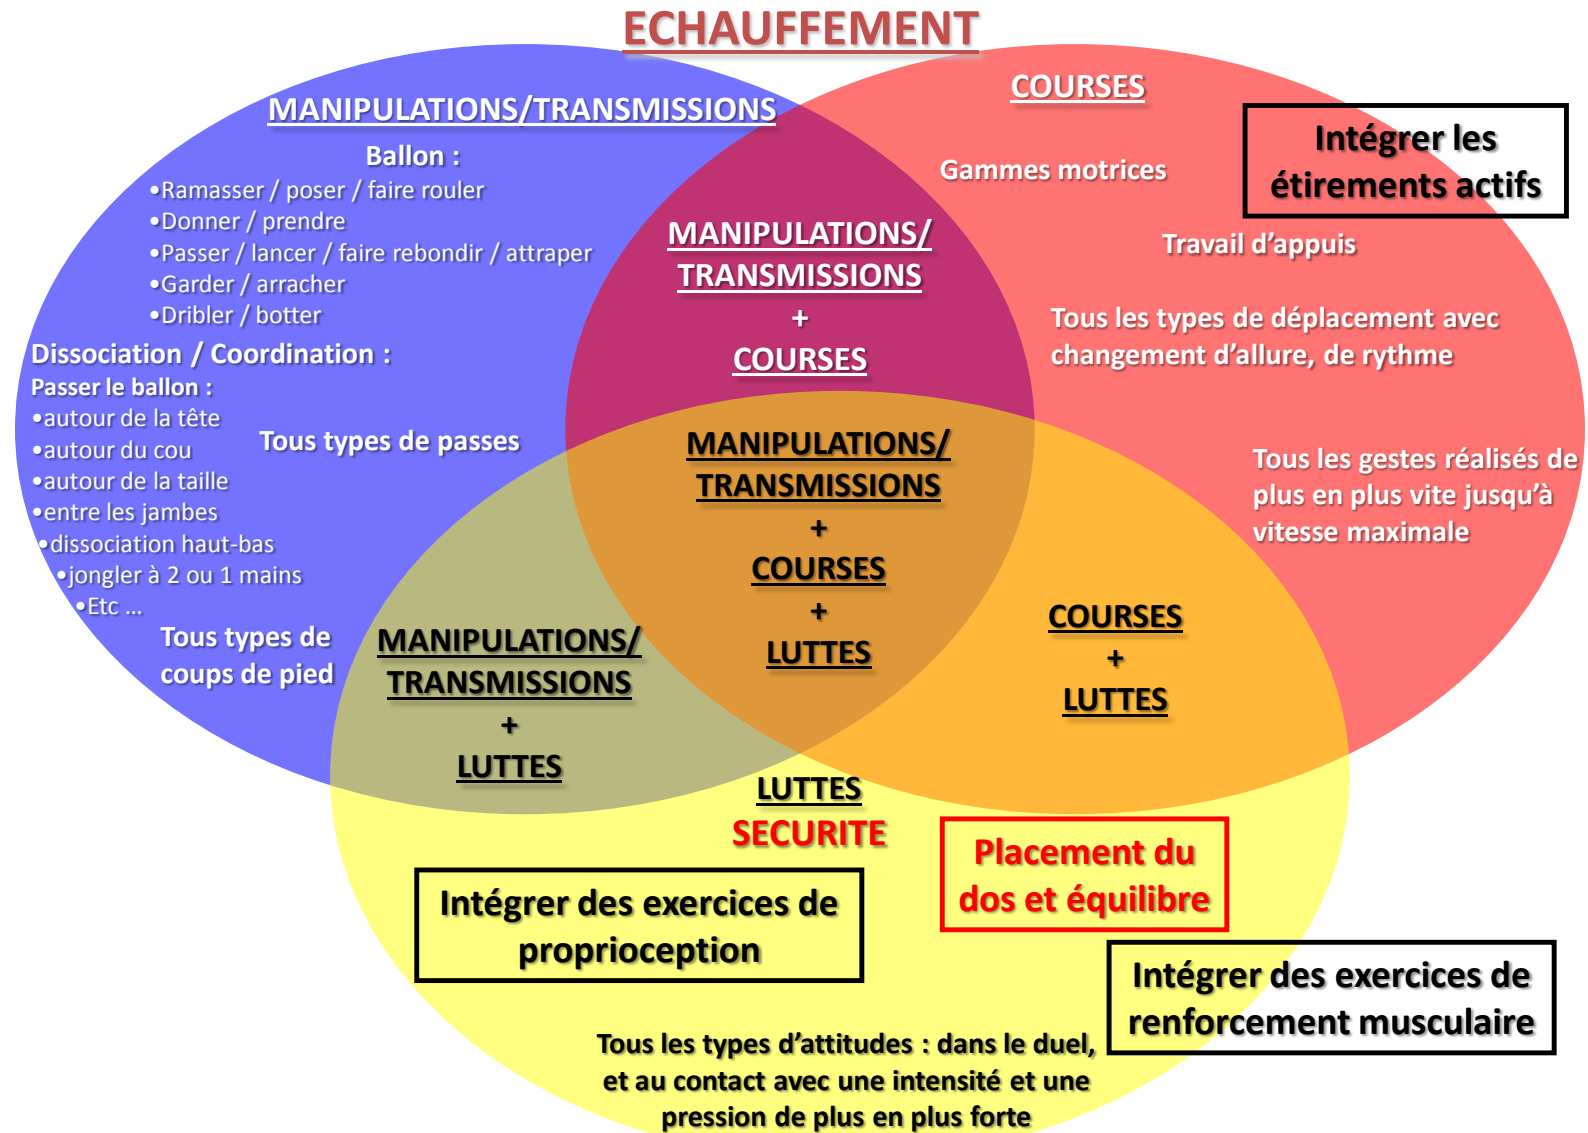 ECHAUFFEMENT
MANIPULATIONS/TRANSMISSIONS
Ballon :
•Ramasser / poser / faire rouler
•Donner / prendre
•Passer / lancer / faire rebondir / attraper
•Garder / arracher
•Dribler / botter
Dissociation / Coordination :
Passer le ballon :
•autour de la tête
•autour du cou
•autour de la taille
•entre les jambes
•dissociation haut-bas
•jongler à 2 ou 1 mains
•Etc ...
Tous types de passes
Tous types de
coups de pied
MANIPULATIONS/
TRANSMISSIONS
+
COURSES
COURSES
Gammes motrices
Intégrer les
étirements actifs
Travail d’appuis
Tous les types de déplacement avec
changement d’allure, de rythme
Tous les gestes réalisés de
plus en plus vite jusqu’à
vitesse maximale
MANIPULATIONS/
TRANSMISSIONS
+
COURSES
+
LUTTES
MANIPULATIONS/
TRANSMISSIONS
+
LUTTES
COURSES
+
LUTTES
LUTTES
SECURITE
Placement du
dos et équilibre
Intégrer des exercices de
proprioception
Intégrer des exercices de
renforcement musculaire
Tous les types d’attitudes : dans le duel,
et au contact avec une intensité et une
pression de plus en plus forte